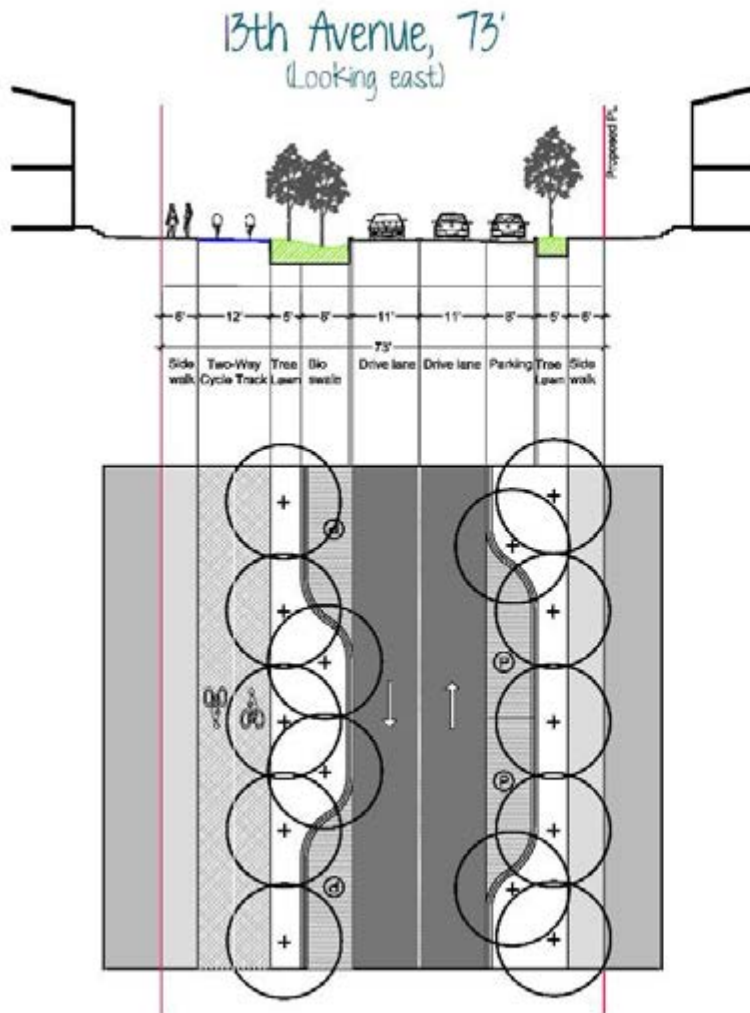 13th Avenue, 73'
(Looking east)
Proposed PL
6' 12' 5' 8' 11' 11' 8' 5' 6'
73'
Side walk Two-Way Cycle Track Tree Lawn Bio swale Drive lane Drive lane Parking Tree Lawn Side walk
P
P
P
P